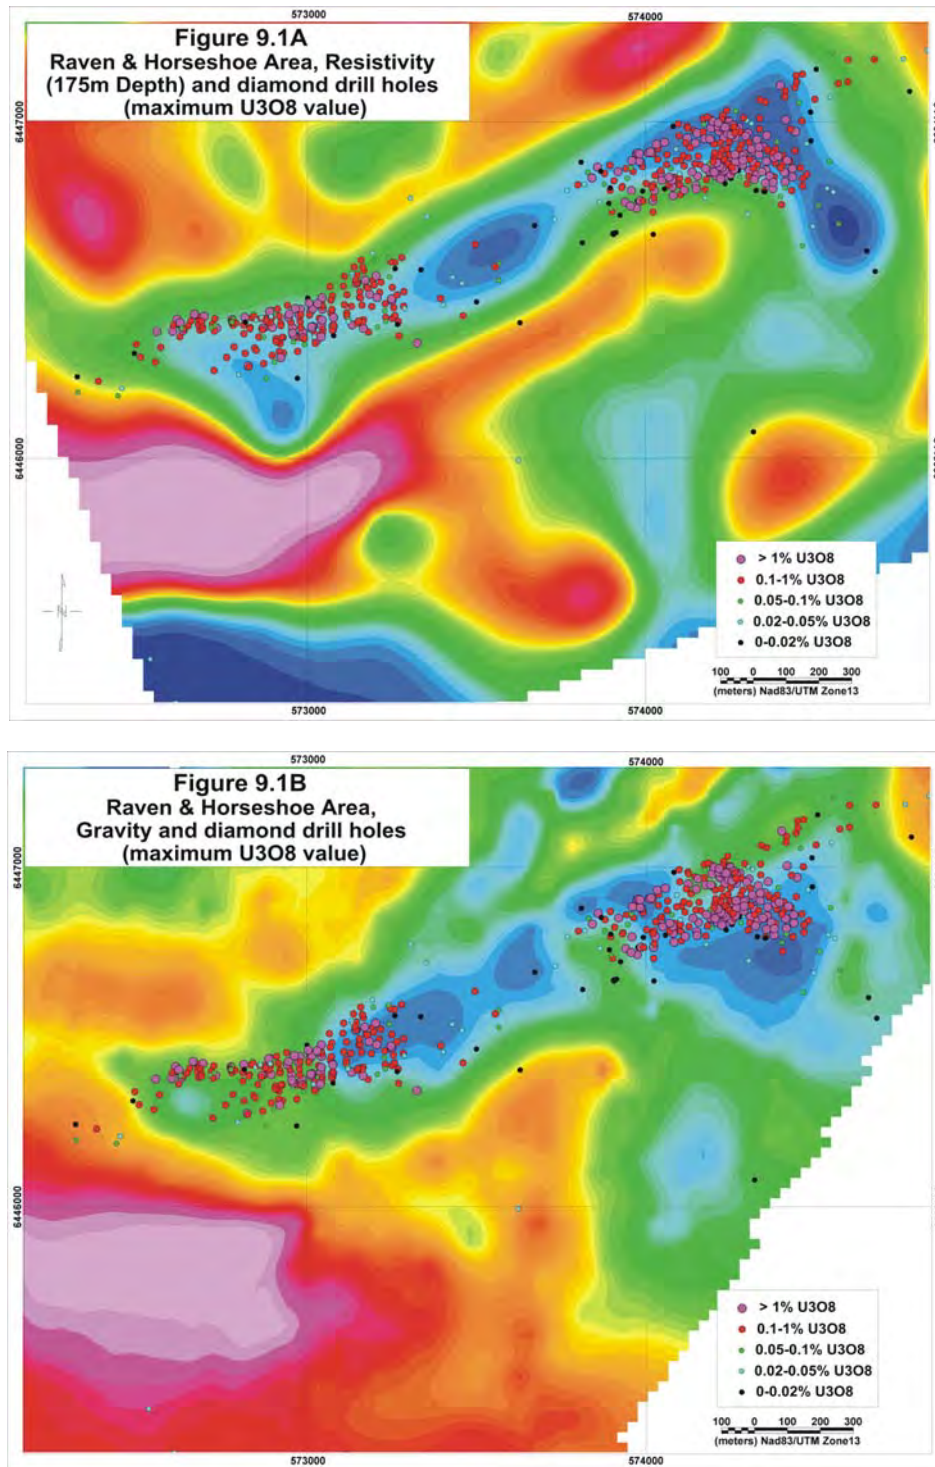 573000
574000
Figure 9.1A
Raven & Horseshoe Area, Resistivity
(175m Depth) and diamond drill holes
(maximum U3O8 value)
6447000
6446000
> 1% U3O8
0.1-1% U3O8
0.05-0.1% U3O8
0.02-0.05% U3O8
0-0.02% U3O8
100 0 100 200 300
(meters) Nad83/UTM Zone13
573000
574000
573000
574000
Figure 9.1B
Raven & Horseshoe Area,
Gravity and diamond drill holes
(maximum U3O8 value)
6447000
6446000
> 1% U3O8
0.1-1% U3O8
0.05-0.1% U3O8
0.02-0.05% U3O8
0-0.02% U3O8
100 0 100 200 300
(meters) Nad83/UTM Zone13
573000
574000